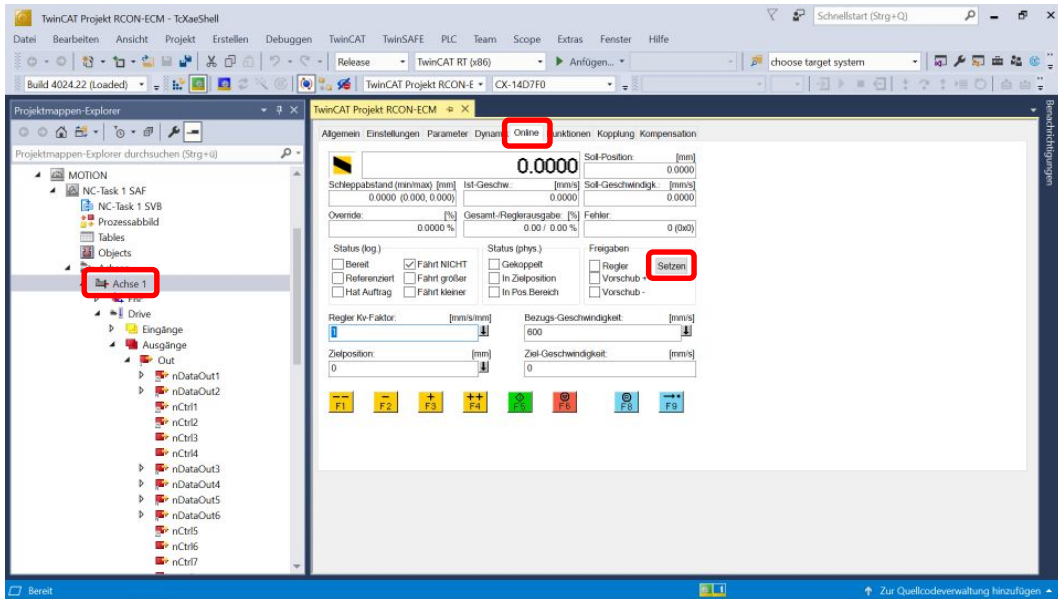 TwinCAT Projekt RCON-ECM - TcXaeShell
Schnellstart (Strg+Q)
Datei Bearbeiten Ansicht Projekt Erstellen Debuggen TwinCAT TwinSAFE PLC Team Scope Extras Fenster Hilfe
Release TwinCAT RT (x86) Anfügen... choose target system
Build 4024.22 (Loaded) TwinCAT Projekt RCON-E CX-14D7F0
Projektmappen-Explorer
Projektmappen-Explorer durchsuchen (Strg+ü)
MOTION
NC-Task 1 SAF
NC-Task 1 SVB
Prozessabbild
Tables
Objects
Achse 1
Drive
Eingänge
Ausgänge
Out
nDataOut1
nDataOut2
nCtrl1
nCtrl2
nCtrl3
nCtrl4
nDataOut3
nDataOut4
nDataOut5
nDataOut6
nCtrl5
nCtrl6
nCtrl7
TwinCAT Projekt RCON-ECM
Allgemein Einstellungen Parameter Online Kopplung Kompensation
0.0000
Soll-Position: [mm]
0.0000
Schleppabstand (min/max) [mm] Ist-Geschw.: [mm/s] Soll-Geschwindigk.: [mm/s]
0.0000 (0.000, 0.000) 0.0000 0.0000
Override: [%] Gesamt-/Reglerausgabe: [%] Fehler:
0.0000 % 0.00 / 0.00 % 0 (0x0)
Status (log.) Status (phys.) Freigaben
Bereit Fährt NICHT Gekoppelt Regler Setzen
Referenziert Fährt größer In Zielposition Vorschub +
Hat Auftrag Fährt kleiner In Pos.Bereich Vorschub -
Regler Kv-Faktor: [mm/s/mm] Bezugs-Geschwindigkeit: [mm/s]
1 600
Zielposition: [mm] Ziel-Geschwindigkeit: [mm/s]
0 0
-- F1 - F2 + F3 ++ F4 F5 F6 F8 F9
Benachrichtigungen
Bereit
Zur Quellcodeverwaltung hinzufügen